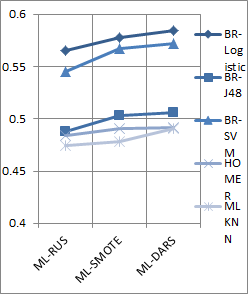 0.6
0.55
0.5
0.45
0.4
ML-RUS
ML-SMOTE
ML-DARS
BR-
Log
istic
BR-
J48
BR-
SV
M
HO
ME
R
ML
KN
N